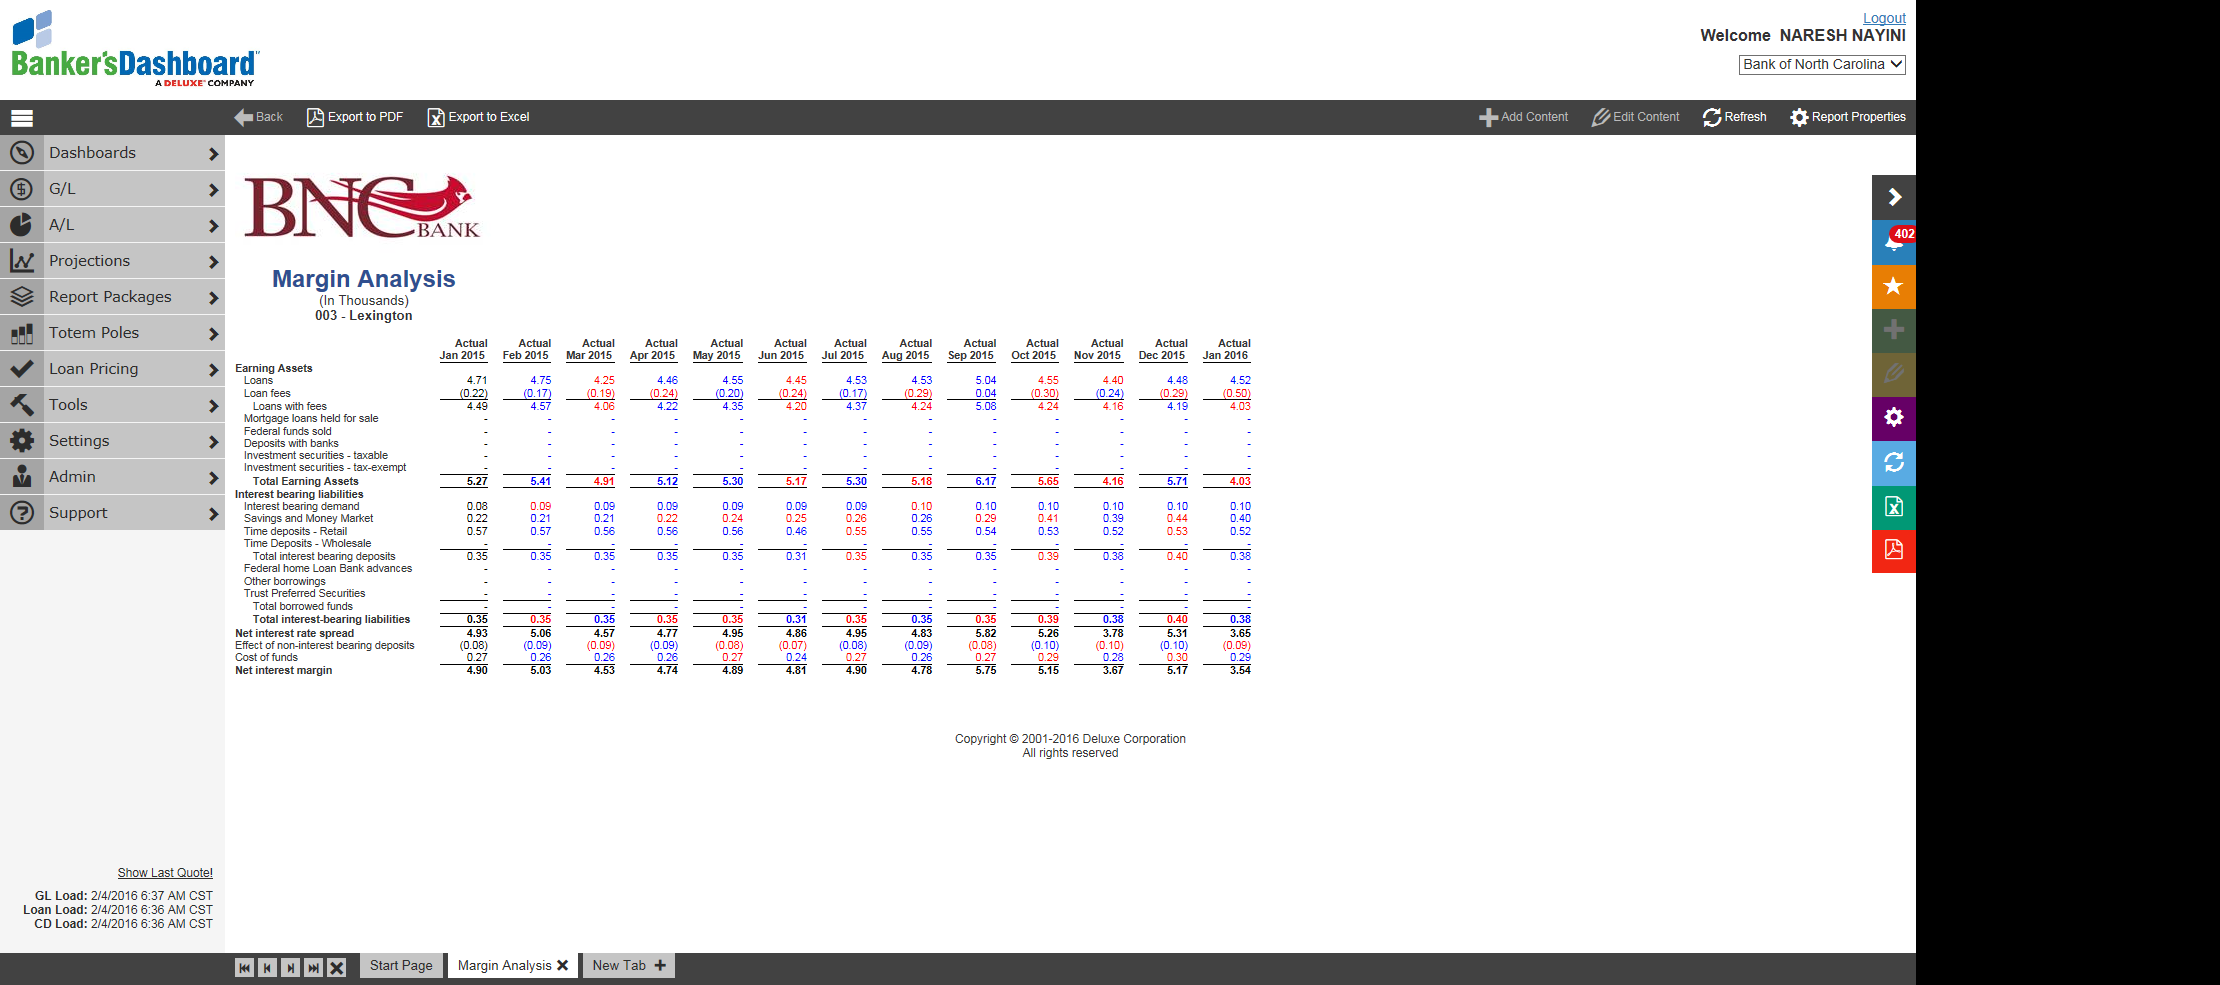 Logout
Banker'sDashboard
A DELUXE COMPANY
Welcome NARESH NAYINI
Bank of North Carolina
Back Export to PDF Export to Excel Add Content Edit Content Refresh Report Properties
Dashboards
G/L
A/L
Projections
Report Packages
Totem Poles
Loan Pricing
Tools
Settings
Admin
Support
402
BNC
BANK
Margin Analysis
(In Thousands)
003 - Lexington
Actual Actual Actual Actual Actual Actual Actual Actual Actual Actual Actual Actual Actual
Jan 2015 Feb 2015 Mar 2015 Apr 2015 May 2015 Jun 2015 Jul 2015 Aug 2015 Sep 2015 Oct 2015 Nov 2015 Dec 2015 Jan 2016
Earning Assets
Loans 4.71 4.75 4.25 4.46 4.55 4.45 4.53 4.53 5.04 4.55 4.40 4.48 4.52
Loan fees (0.22) (0.17) (0.19) (0.24) (0.20) (0.24) (0.17) (0.29) 0.04 (0.30) (0.24) (0.29) (0.50)
Loans with fees 4.49 4.57 4.06 4.22 4.35 4.20 4.37 4.24 5.08 4.24 4.16 4.19 4.03
Mortgage loans held for sale - - - - - - - - - - - - -
Federal funds sold - - - - - - - - - - - - -
Deposits with banks - - - - - - - - - - - - -
Investment securities - taxable - - - - - - - - - - - - -
Investment securities - tax-exempt - - - - - - - - - - - - -
Total Earning Assets 5.27 5.41 4.91 5.12 5.30 5.17 5.30 5.18 6.17 5.65 4.16 5.71 4.03
Interest bearing liabilities
Interest bearing demand 0.08 0.09 0.09 0.09 0.09 0.09 0.09 0.10 0.10 0.10 0.10 0.10 0.10
Savings and Money Market 0.22 0.21 0.21 0.22 0.24 0.25 0.26 0.26 0.29 0.41 0.39 0.44 0.40
Time deposits - Retail 0.57 0.57 0.56 0.56 0.56 0.46 0.55 0.55 0.54 0.53 0.52 0.53 0.52
Time Deposits - Wholesale - - - - - - - - - - - - -
Total interest bearing deposits 0.35 0.35 0.35 0.35 0.35 0.31 0.35 0.35 0.35 0.39 0.38 0.40 0.38
Federal home Loan Bank advances - - - - - - - - - - - - -
Other borrowings - - - - - - - - - - - - -
Trust Preferred Securities - - - - - - - - - - - - -
Total borrowed funds - - - - - - - - - - - - -
Total interest-bearing liabilities 0.35 0.35 0.35 0.35 0.35 0.31 0.35 0.35 0.35 0.39 0.38 0.40 0.38
Net interest rate spread 4.93 5.06 4.57 4.77 4.95 4.86 4.95 4.83 5.82 5.26 3.78 5.31 3.65
Effect of non-interest bearing deposits (0.08) (0.09) (0.09) (0.09) (0.08) (0.07) (0.08) (0.09) (0.08) (0.10) (0.10) (0.10) (0.09)
Cost of funds 0.27 0.26 0.26 0.26 0.27 0.24 0.27 0.26 0.27 0.29 0.28 0.30 0.29
Net interest margin 4.90 5.03 4.53 4.74 4.89 4.81 4.90 4.78 5.75 5.15 3.67 5.17 3.54
Copyright © 2001-2016 Deluxe Corporation
All rights reserved
Show Last Quote!
GL Load: 2/4/2016 6:37 AM CST
Loan Load: 2/4/2016 6:36 AM CST
CD Load: 2/4/2016 6:36 AM CST
Start Page Margin Analysis New Tab